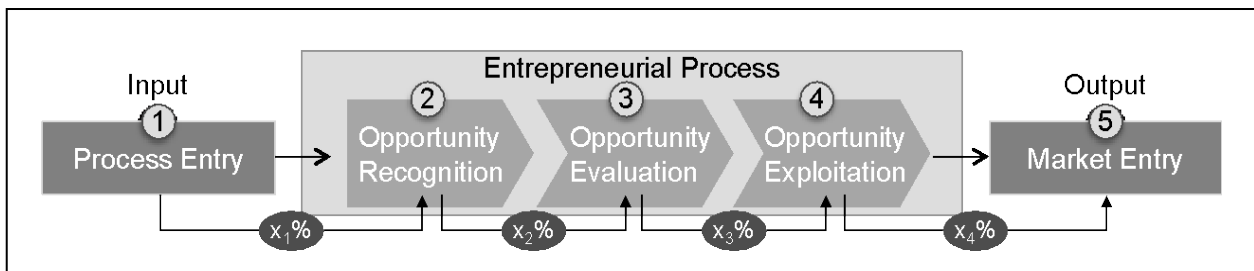 Entrepreneurial Process
Input
Output
1
2
3
4
5
Process Entry
Opportunity
Recognition
Opportunity
Evaluation
Opportunity
Exploitation
Market Entry
x₁%
x₂%
x₃%
x₄%